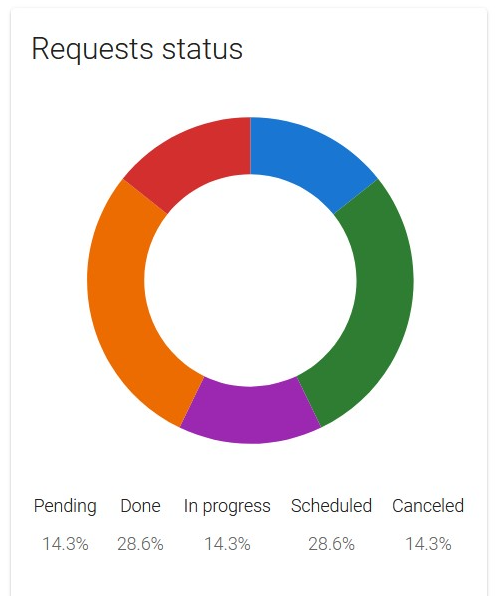 Requests status
Pending Done In progress Scheduled Canceled
14.3% 28.6% 14.3% 28.6% 14.3%